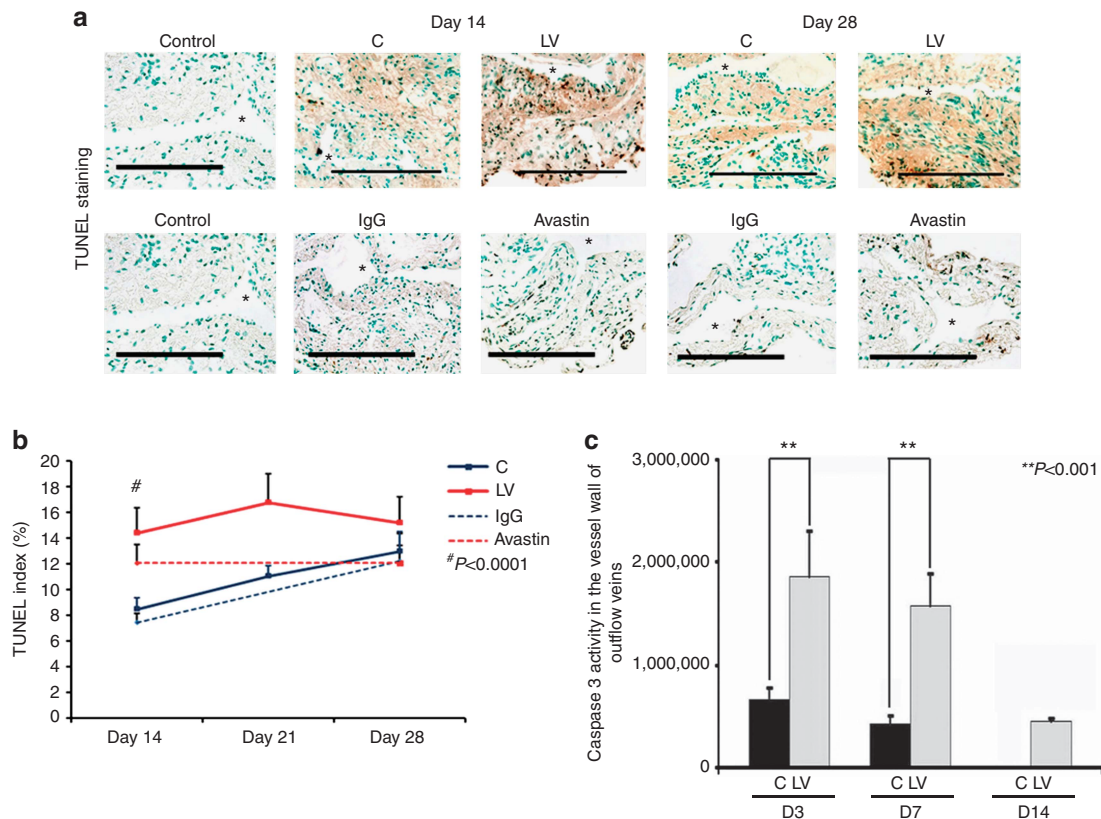 a
Day 14
Day 28
Control
C
LV
C
LV
*
*
*
*
*
TUNEL staining
Control
IgG
Avastin
IgG
Avastin
*
*
*
*
*
b
20
18
16
14
12
10
8
6
4
2
0
TUNEL index (%)
#
C
LV
IgG
Avastin
#P<0.0001
Day 14
Day 21
Day 28
c
Caspase 3 activity in the vessel wall of
outflow veins
3,000,000
2,000,000
1,000,000
0
**
**
**P<0.001
C LV
C LV
C LV
D3
D7
D14